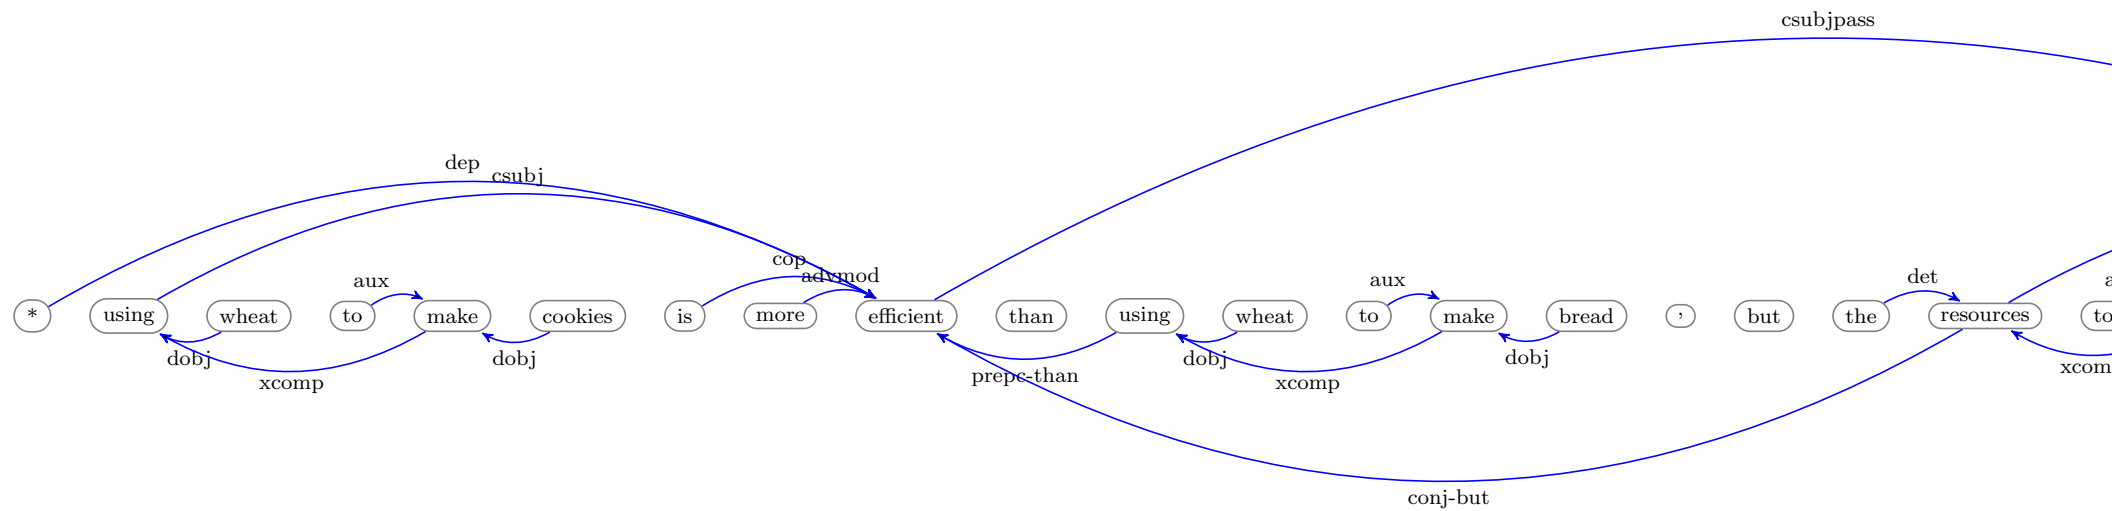 csubjpass
dep
csubj
cop
advmod
aux
aux
det
* using wheat to make cookies is more efficient than using wheat to make bread , but the resources to
dobj
dobj
dobj
dobj
xcomp
prepc-than
xcomp
conj-but